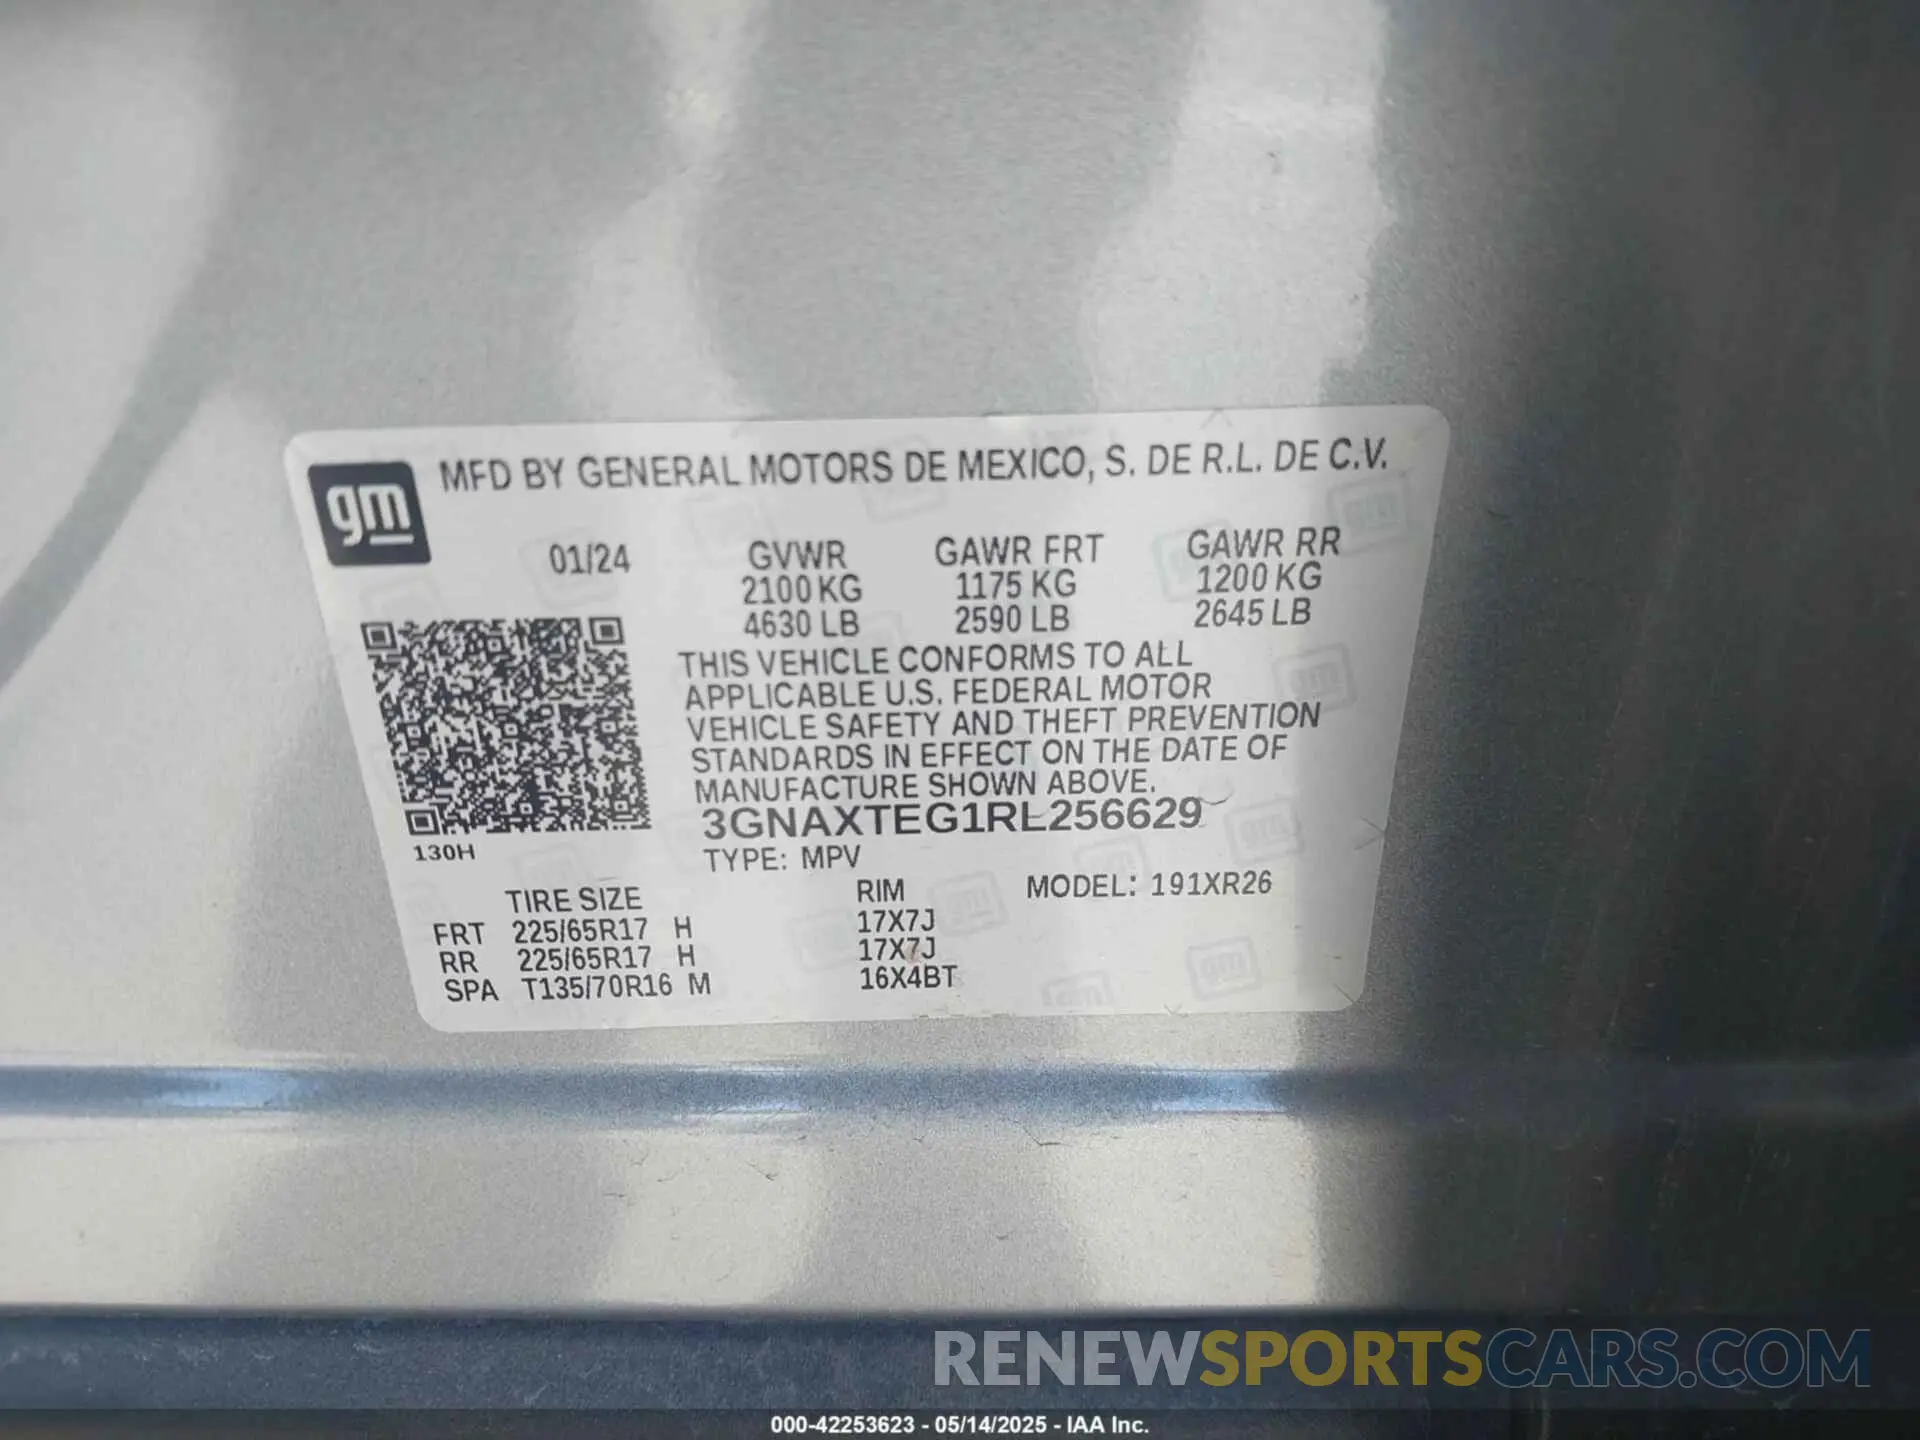 gm
MFD BY GENERAL MOTORS DE MEXICO, S. DE R.L. DE C.V.
01/24 GVWR GAWR FRT GAWR RR
2100 KG 1175 KG 1200 KG
4630 LB 2590 LB 2645 LB
THIS VEHICLE CONFORMS TO ALL
APPLICABLE U.S. FEDERAL MOTOR
VEHICLE SAFETY AND THEFT PREVENTION
STANDARDS IN EFFECT ON THE DATE OF
MANUFACTURE SHOWN ABOVE.
3GNAXTEG1RL256629
130H
TYPE: MPV
TIRE SIZE RIM MODEL: 191XR26
FRT 225/65R17 H 17X7J
RR 225/65R17 H 17X7J
SPA T135/70R16 M 16X4BT
RENEWSPORTSCARS.COM
000-42253623 - 05/14/2025 - IAA Inc.